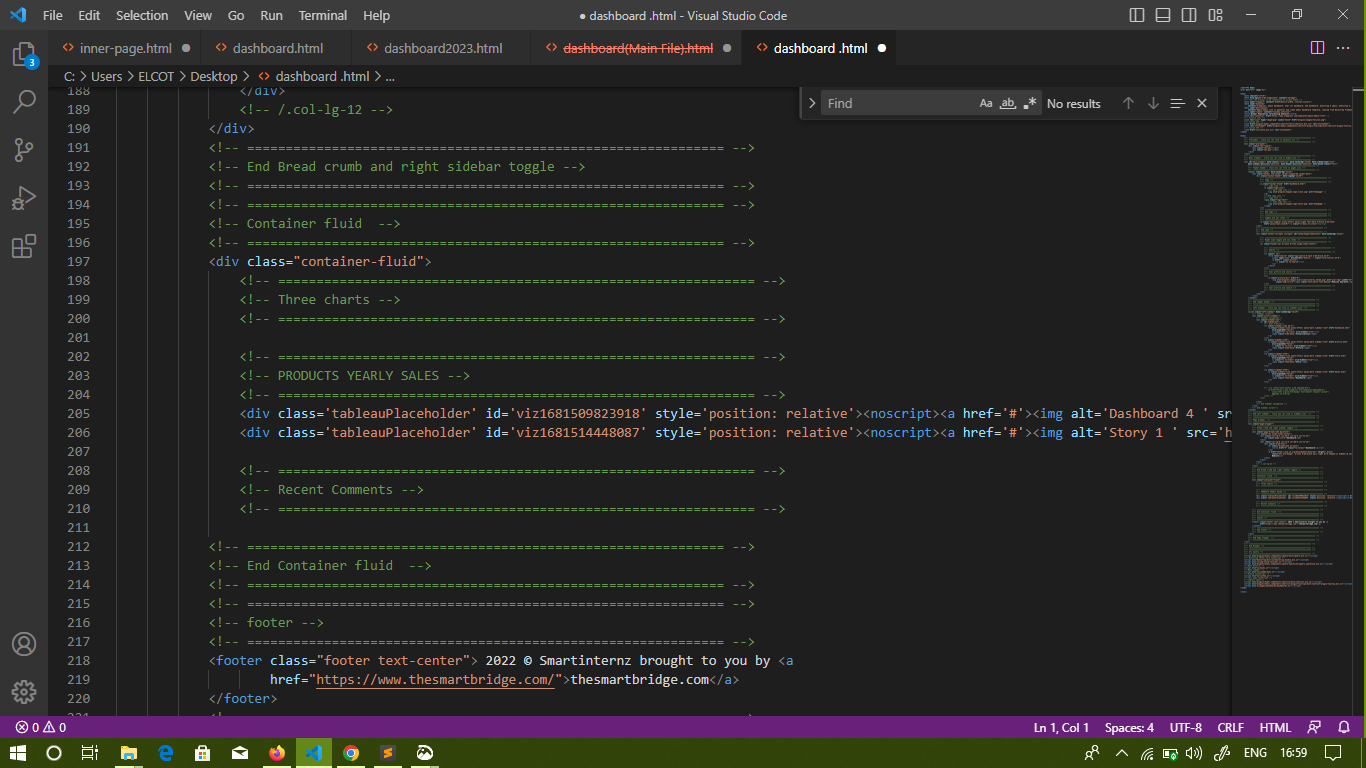 File Edit Selection View Go Run Terminal Help ● dashboard .html - Visual Studio Code
inner-page.html dashboard.html dashboard2023.html dashboard(Main File).html dashboard .html
3
C: > Users > ELCOT > Desktop > dashboard .html > ...
Find Aa ab .* No results
188 </div>
189 <!-- /.col-lg-12 -->
190 </div>
191 <!-- ============================================================== -->
192 <!-- End Bread crumb and right sidebar toggle -->
193 <!-- ============================================================== -->
194 <!-- ============================================================== -->
195 <!-- Container fluid  -->
196 <!-- ============================================================== -->
197 <div class="container-fluid">
198 <!-- ============================================================== -->
199 <!-- Three charts -->
200 <!-- ============================================================== -->
201
202 <!-- ============================================================== -->
203 <!-- PRODUCTS YEARLY SALES -->
204 <!-- ============================================================== -->
205 <div class='tableauPlaceholder' id='viz1681509823918' style='position: relative'><noscript><a href='#'><img alt='Dashboard 4 ' sr
206 <div class='tableauPlaceholder' id='viz1681514448087' style='position: relative'><noscript><a href='#'><img alt='Story 1 ' src='h
207
208 <!-- ============================================================== -->
209 <!-- Recent Comments -->
210 <!-- ============================================================== -->
211
212 <!-- ============================================================== -->
213 <!-- End Container fluid  -->
214 <!-- ============================================================== -->
215 <!-- ============================================================== -->
216 <!-- footer -->
217 <!-- ============================================================== -->
218 <footer class="footer text-center"> 2022 © Smartinternz brought to you by <a
219 href="https://www.thesmartbridge.com/">thesmartbridge.com</a>
220 </footer>
0 0 Ln 1, Col 1 Spaces: 4 UTF-8 CRLF HTML
ENG 16:59